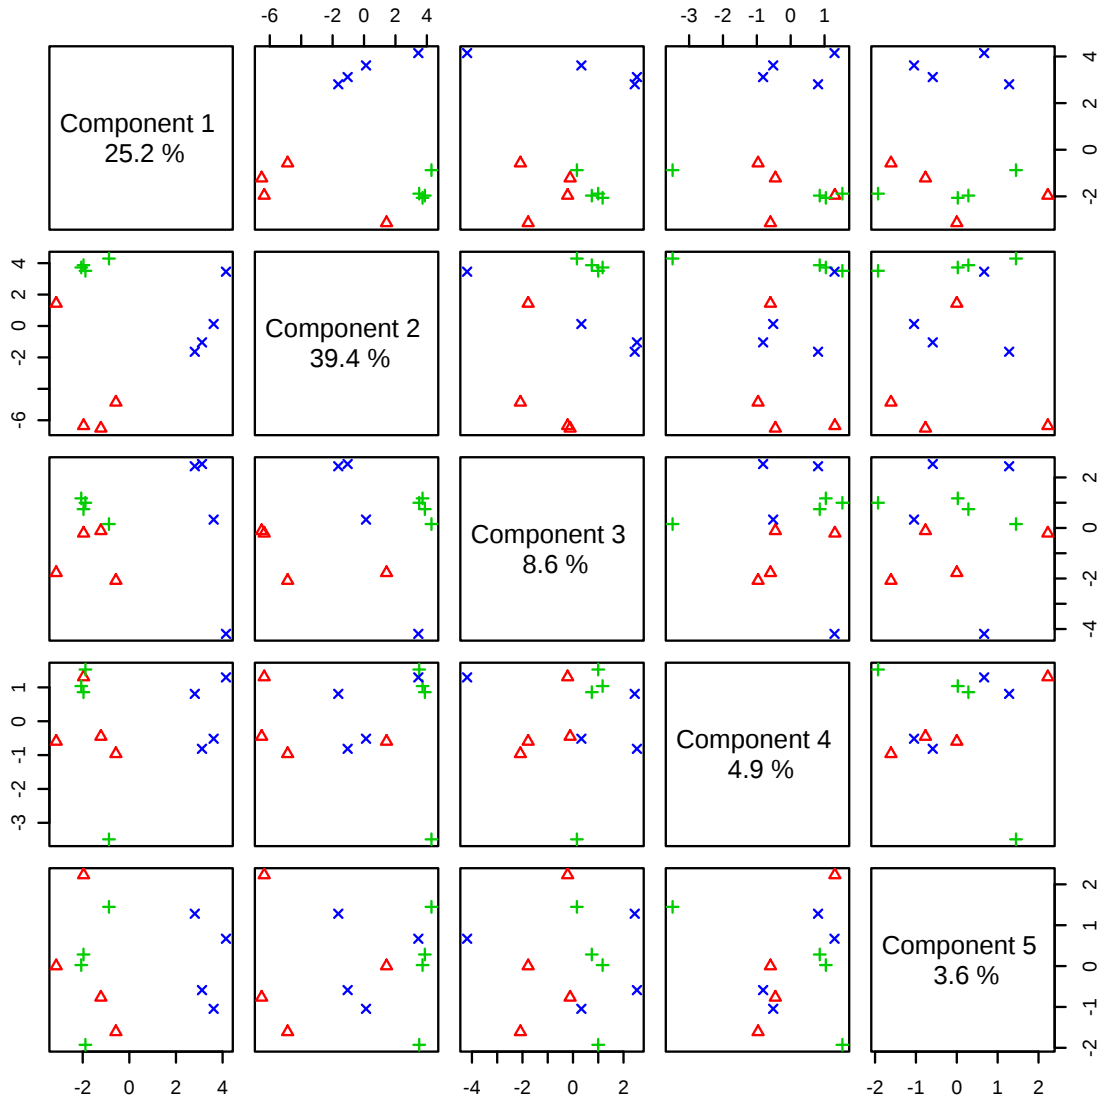 -6 -2 0 2 4 -3 -2 -1 0 1
Component 1
25.2 %
-2 0 2 4
-6 -2 0 2 4
Component 2
39.4 %
Component 3
8.6 %
-4 -2 0 2
-3 -2 -1 0 1
Component 4
4.9 %
Component 5
3.6 %
-2 -1 0 1 2
-2 0 2 4 -4 -2 0 2 -2 -1 0 1 2